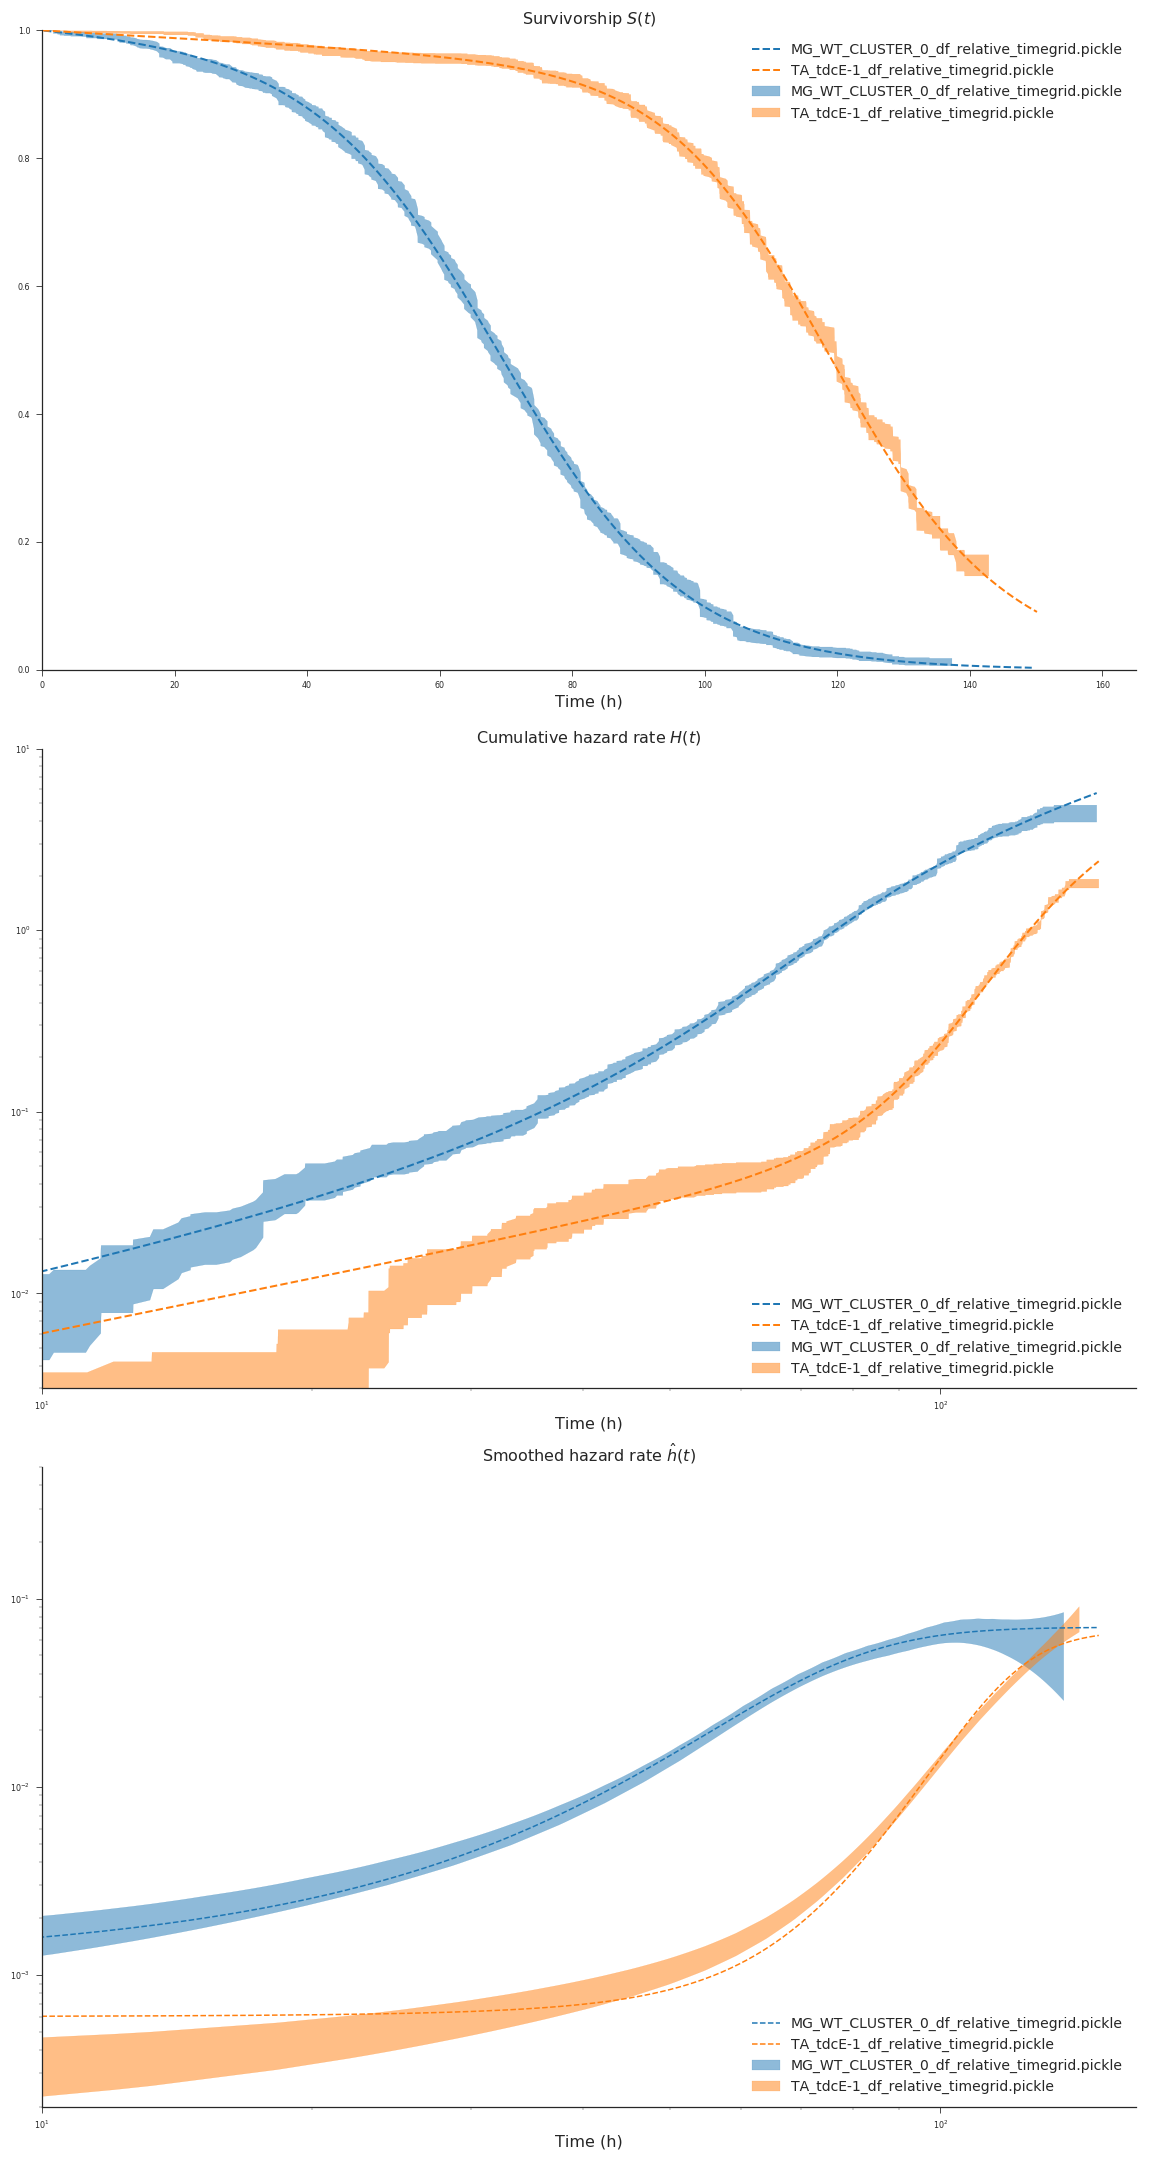 Survivorship S(t)
1.0
0.8
0.6
0.4
0.2
0.0
MG_WT_CLUSTER_0_df_relative_timegrid.pickle
TA_tdcE-1_df_relative_timegrid.pickle
MG_WT_CLUSTER_0_df_relative_timegrid.pickle
TA_tdcE-1_df_relative_timegrid.pickle
0 20 40 60 80 100 120 140 160
Time (h)
Cumulative hazard rate H(t)
10¹
10⁰
10⁻¹
10⁻²
MG_WT_CLUSTER_0_df_relative_timegrid.pickle
TA_tdcE-1_df_relative_timegrid.pickle
MG_WT_CLUSTER_0_df_relative_timegrid.pickle
TA_tdcE-1_df_relative_timegrid.pickle
10¹ 10²
Time (h)
Smoothed hazard rate ĥ(t)
10⁻¹
10⁻²
10⁻³
MG_WT_CLUSTER_0_df_relative_timegrid.pickle
TA_tdcE-1_df_relative_timegrid.pickle
MG_WT_CLUSTER_0_df_relative_timegrid.pickle
TA_tdcE-1_df_relative_timegrid.pickle
10¹ 10²
Time (h)